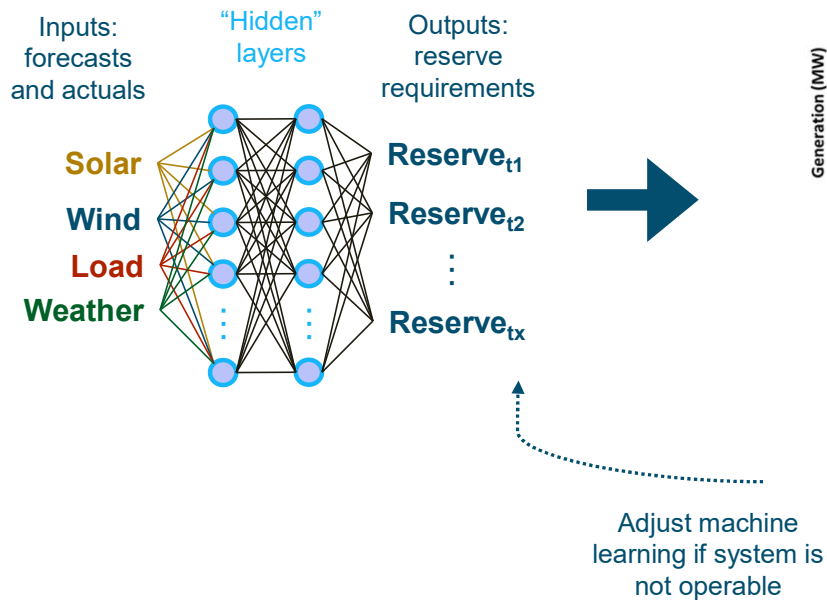 Inputs:
forecasts
and actuals
“Hidden”
layers
Outputs:
reserve
requirements
Generation (MW)
Solar
Wind
Load
Weather
Reservet1
Reservet2
Reservetx
Adjust machine
learning if system is
not operable